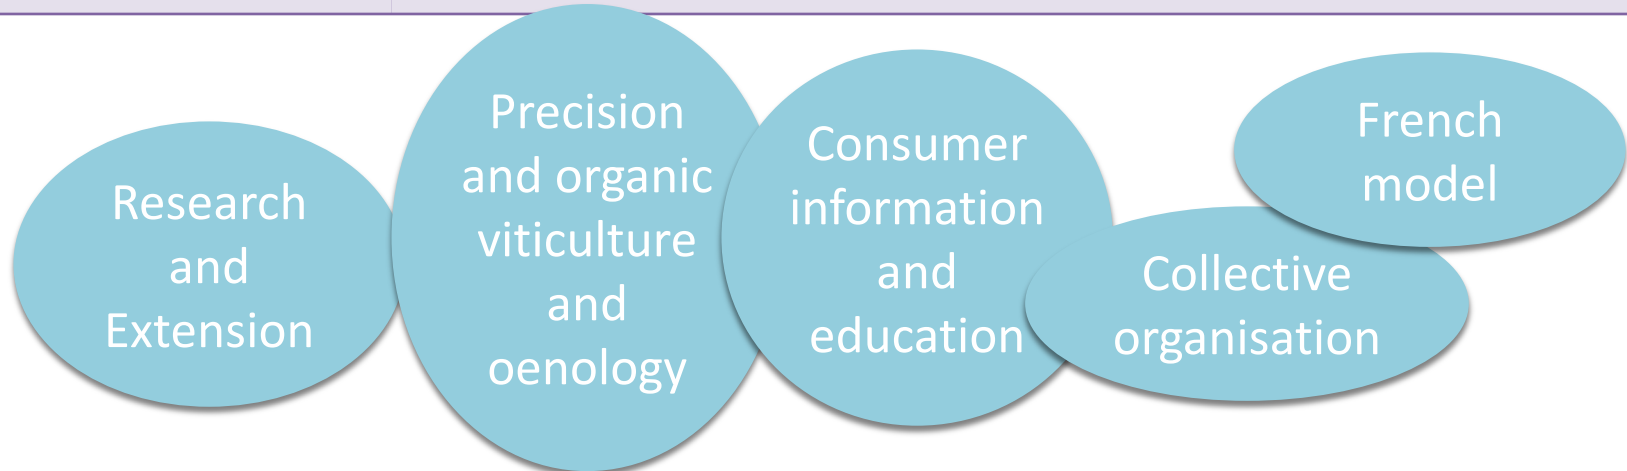 Research
and
Extension
Precision
and organic
viticulture
and
oenology
Consumer
information
and
education
Collective
organisation
French
model